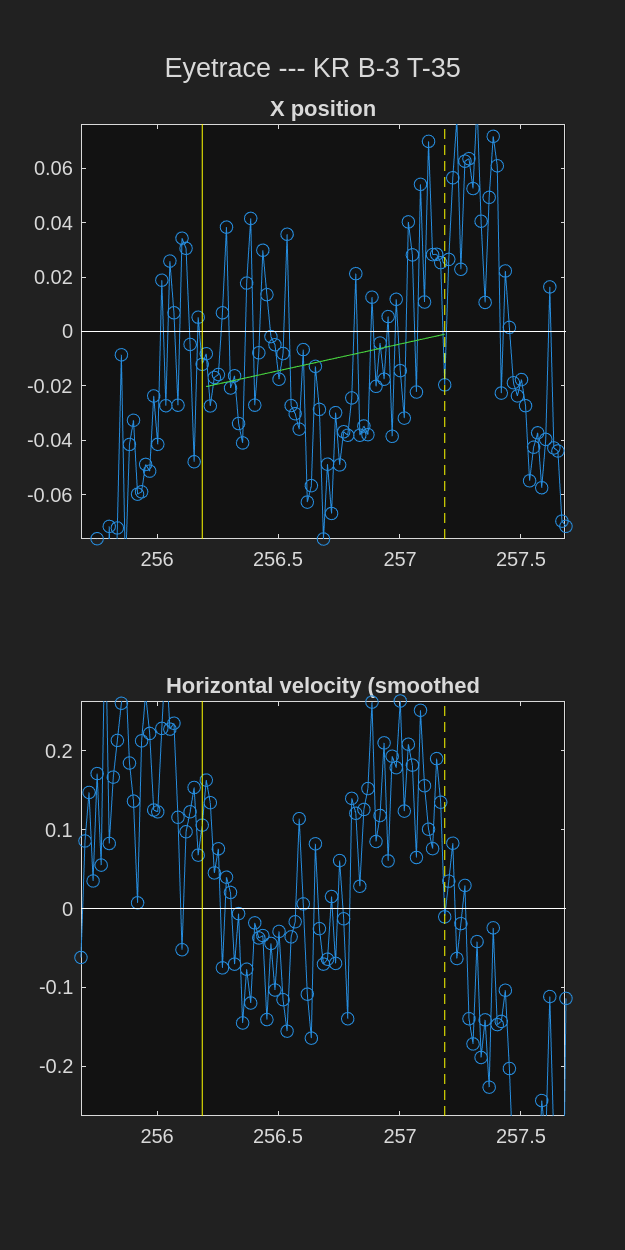 Eyetrace --- KR B-3 T-35
X position
0.06
0.04
0.02
0
-0.02
-0.04
-0.06
256 256.5 257 257.5
Horizontal velocity (smoothed
0.2
0.1
0
-0.1
-0.2
256 256.5 257 257.5